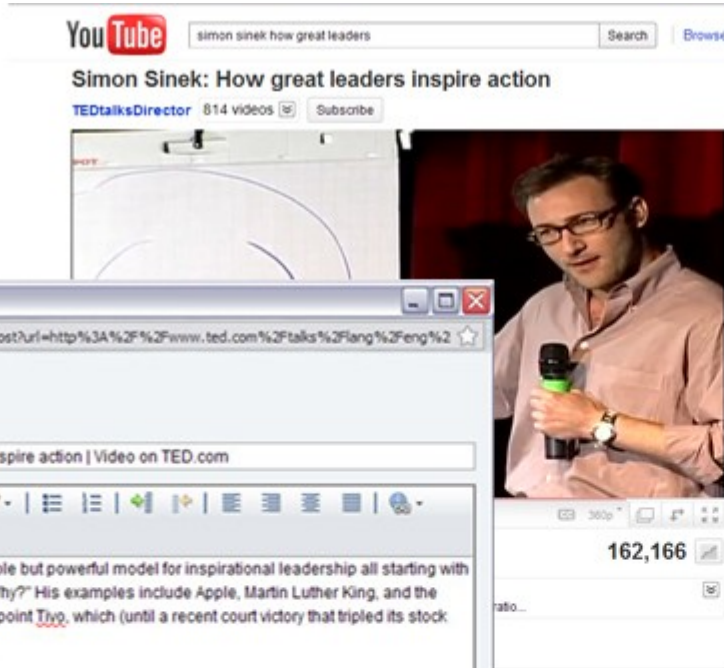 You Tube
simon sinek how great leaders
Search
Browse
Simon Sinek: How great leaders inspire action
TEDtalksDirector 814 videos Subscribe
POT...
ost?url=http%3A%2F%2Fwww.ted.com%2Ftalks%2Flang%2Feng%2
spire action | Video on TED.com
360p
162,166
ple but powerful model for inspirational leadership all starting with
hy?" His examples include Apple, Martin Luther King, and the
point Tivo, which (until a recent court victory that tripled its stock
ratio...